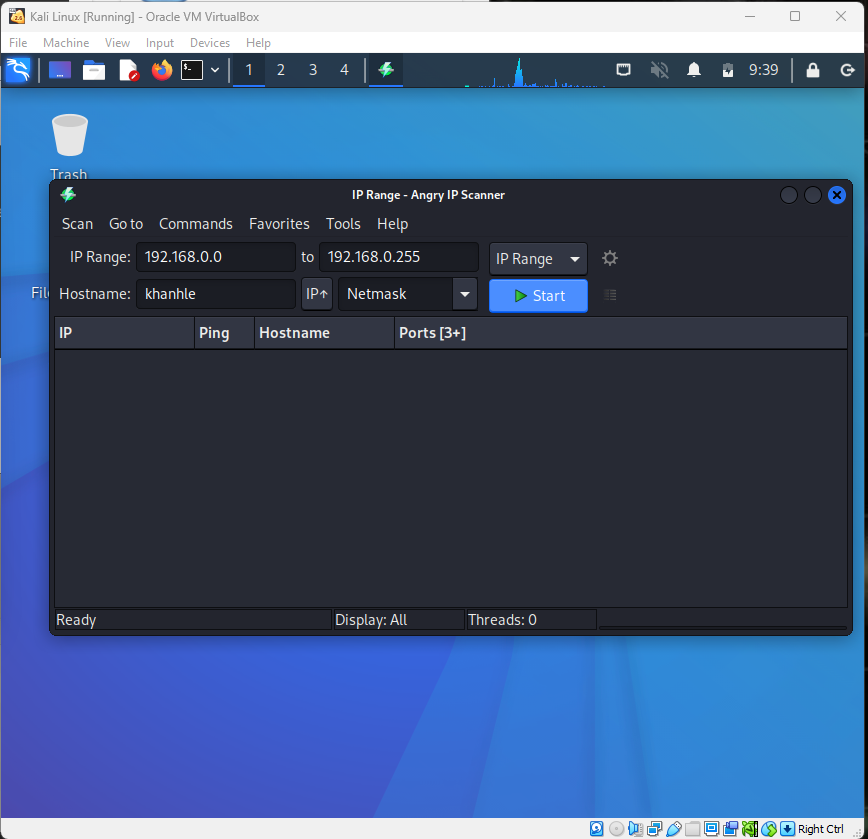 Kali Linux [Running] - Oracle VM VirtualBox
File Machine View Input Devices Help
1 2 3 4 9:39
Trash
IP Range - Angry IP Scanner
Scan Go to Commands Favorites Tools Help
IP Range: 192.168.0.0 to 192.168.0.255 IP Range
Hostname: khanhle IP↑ Netmask Start
IP Ping Hostname Ports [3+]
Ready Display: All Threads: 0
Right Ctrl